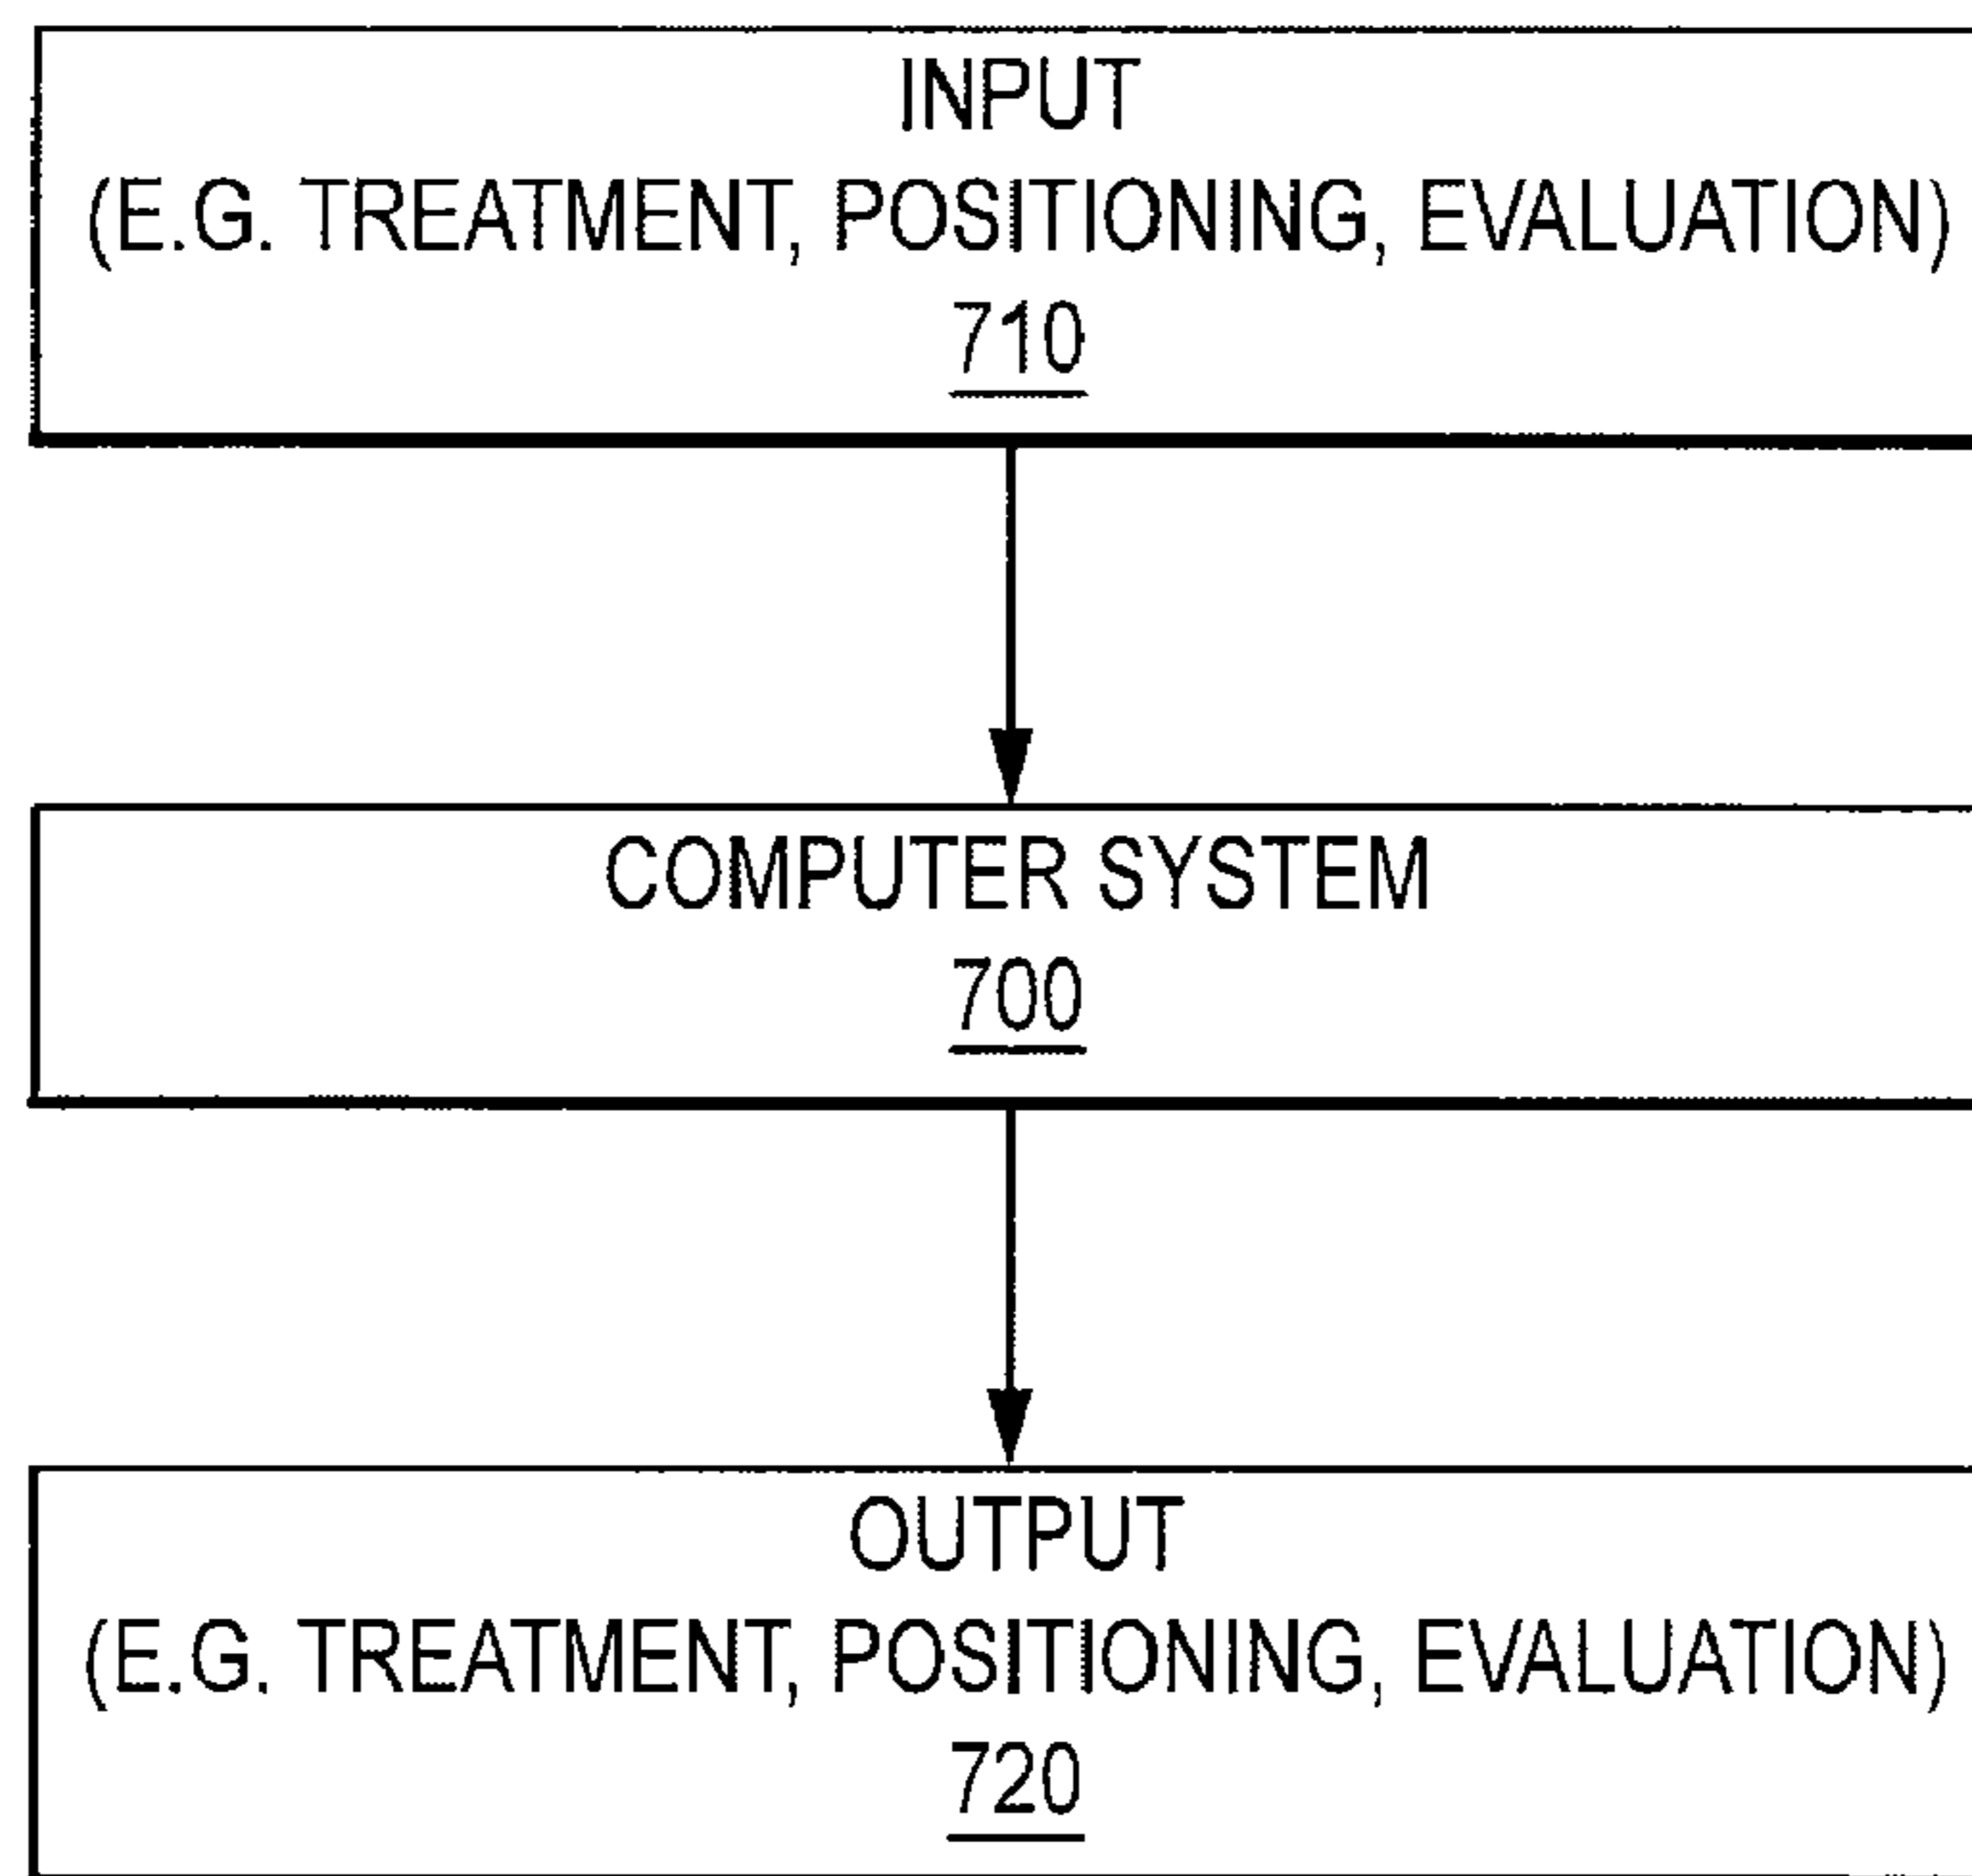 INPUT
(E.G. TREATMENT, POSITIONING, EVALUATION)
710
COMPUTER SYSTEM
700
OUTPUT
(E.G. TREATMENT, POSITIONING, EVALUATION)
720